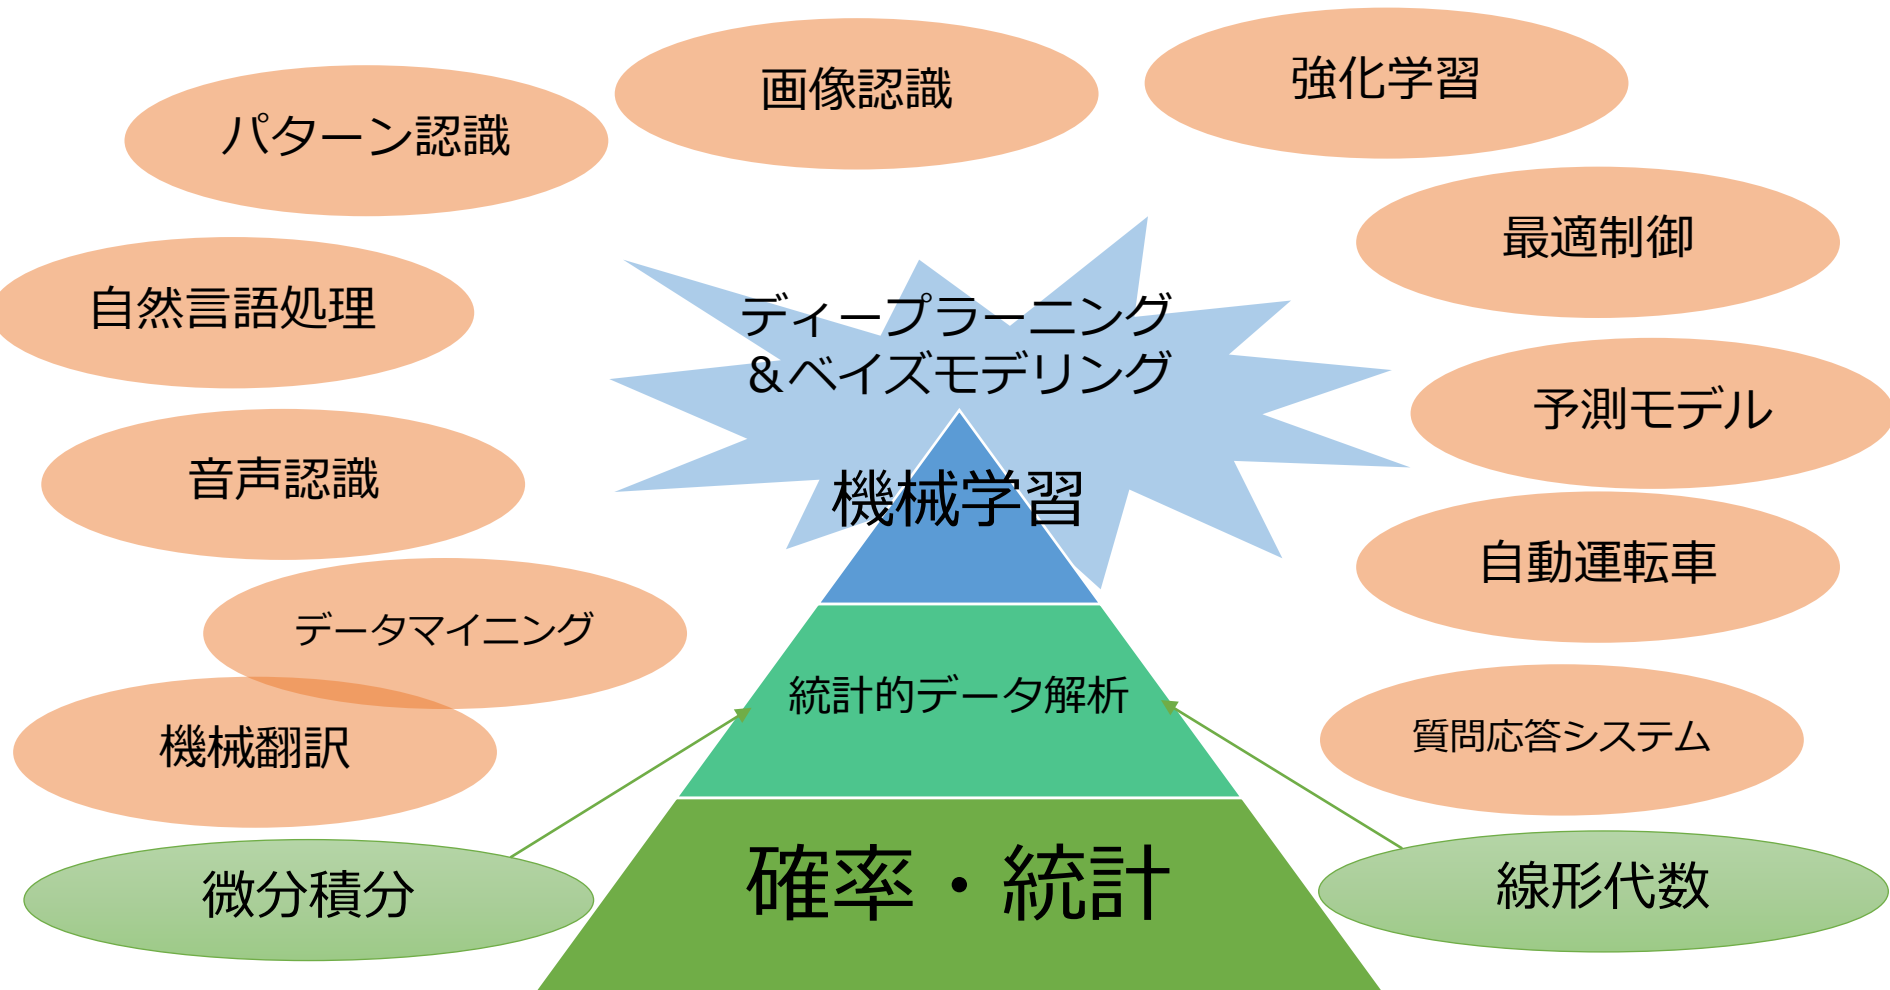 画像認識
強化学習
パターン認識
最適制御
自然言語処理
ディープラーニング
&ベイズモデリング
予測モデル
音声認識
機械学習
自動運転車
データマイニング
統計的データ解析
質問応答システム
機械翻訳
確率・統計
微分積分
線形代数